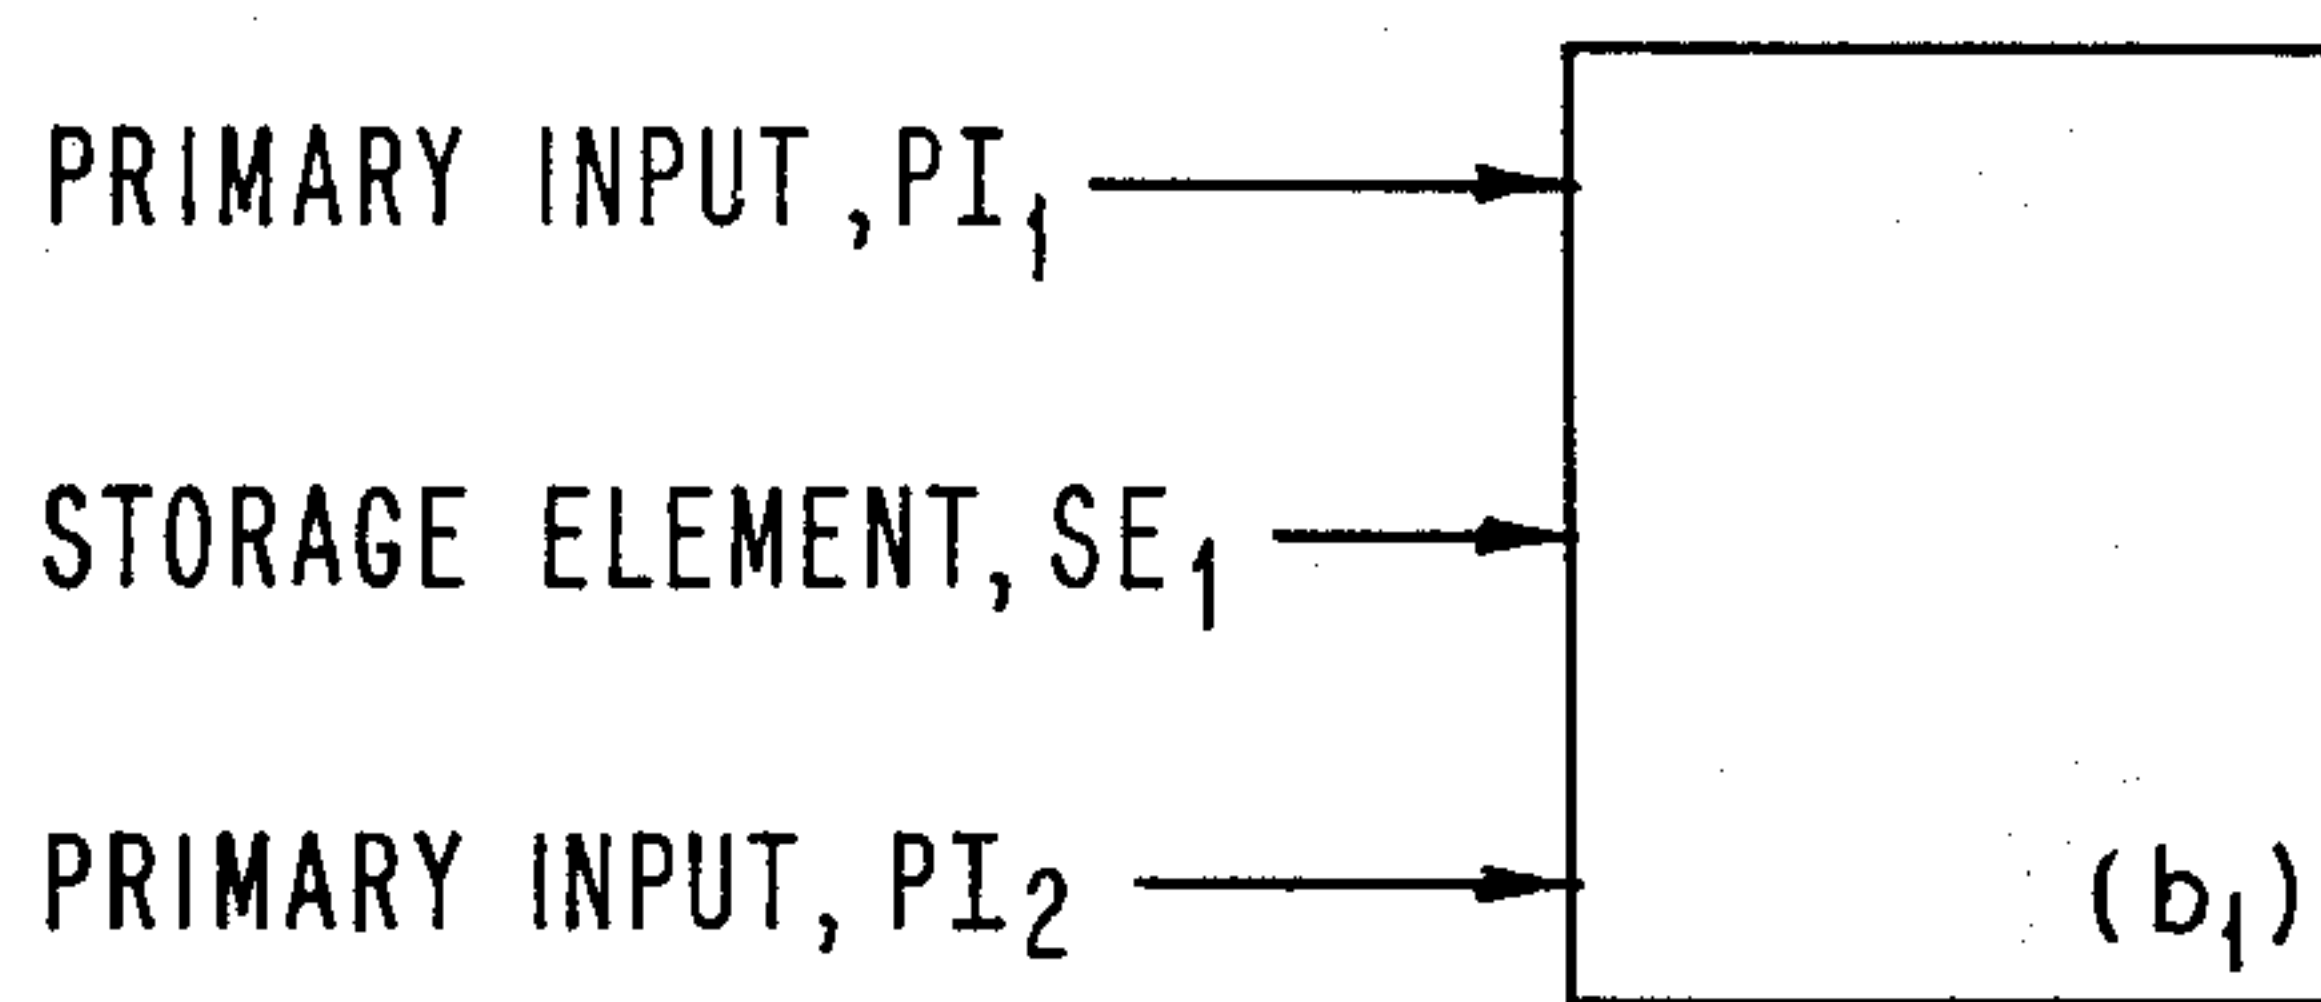 PRIMARY INPUT, PI₁
STORAGE ELEMENT, SE₁
PRIMARY INPUT, PI₂
(b₁)